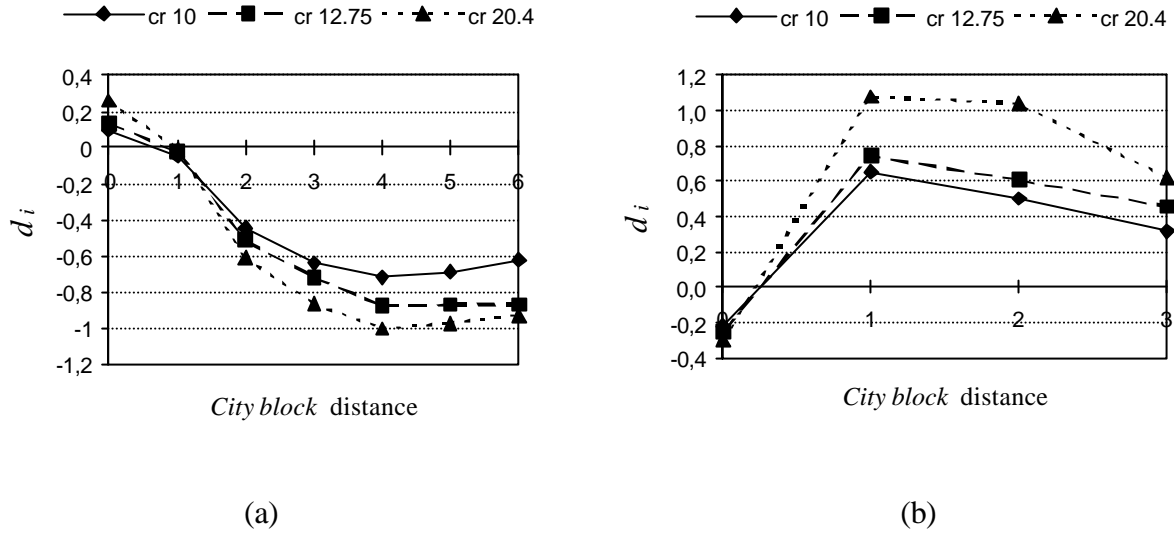 cr 10 cr 12.75 cr 20.4
0,4
0,2
0
-0,2
-0,4
-0,6
-0,8
-1
-1,2
0 1 2 3 4 5 6
d i
City block distance
(a)
cr 10 cr 12.75 cr 20.4
1,2
1,0
0,8
0,6
0,4
0,2
0,0
-0,2
-0,4
0 1 2 3
d i
City block distance
(b)